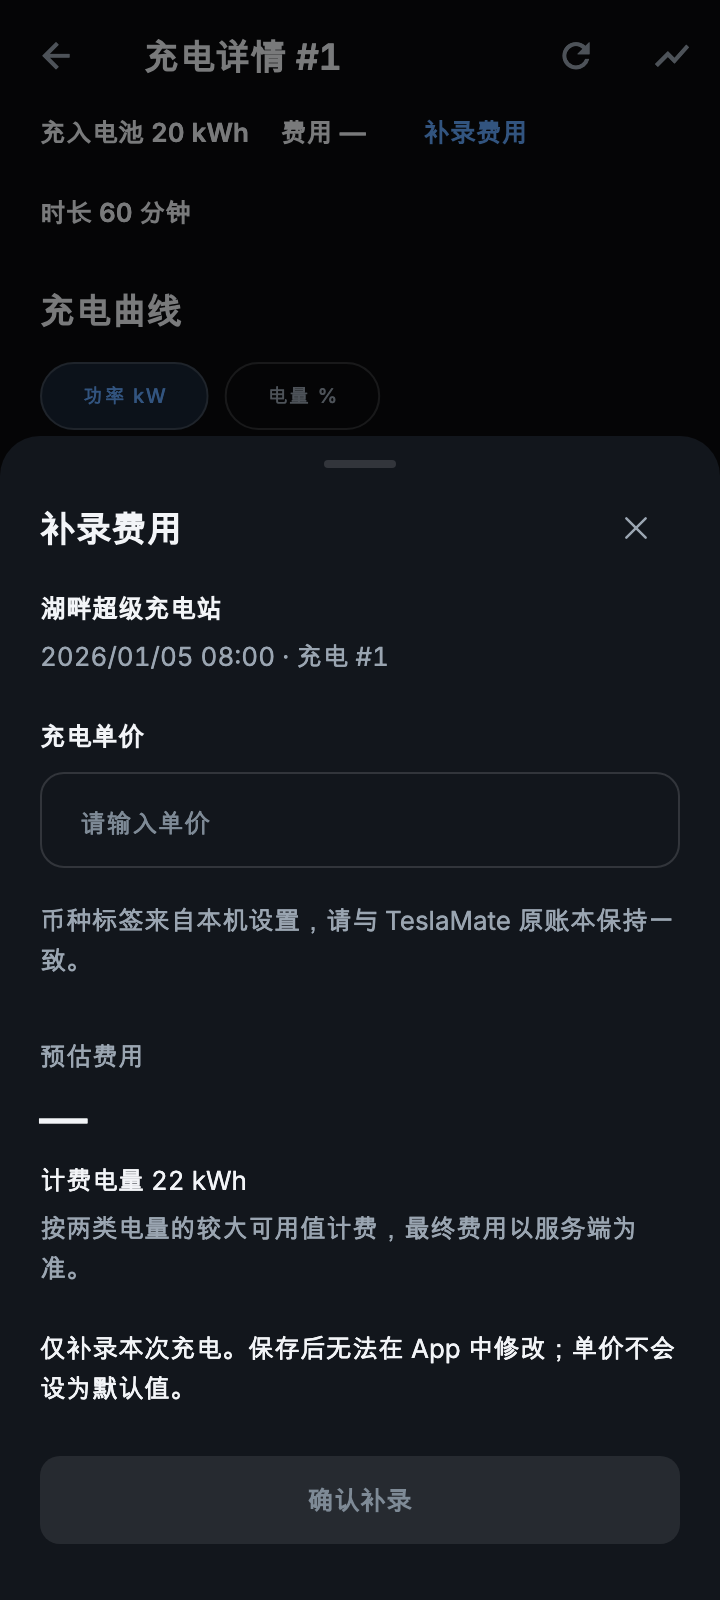 充电详情 #1
充入电池 20 kWh 费用 — 补录费用
时长 60 分钟
充电曲线
功率 kW 电量 %
补录费用
湖畔超级充电站
2026/01/05 08:00 · 充电 #1
充电单价
请输入单价
币种标签来自本机设置，请与 TeslaMate 原账本保持一
致。
预估费用
—
计费电量 22 kWh
按两类电量的较大可用值计费，最终费用以服务端为
准。
仅补录本次充电。保存后无法在 App 中修改；单价不会
设为默认值。
确认补录